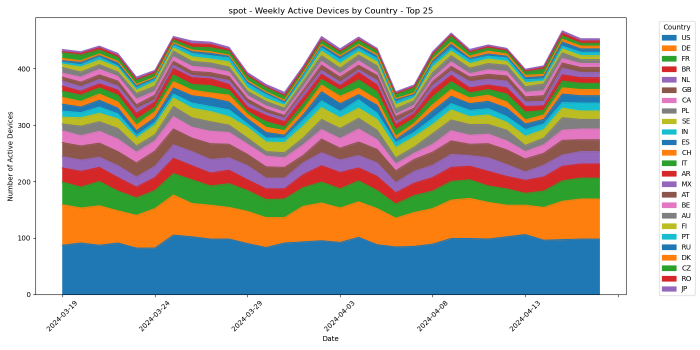 spot - Weekly Active Devices by Country - Top 25
Number of Active Devices
400
300
200
100
0
2024-03-19
2024-03-24
2024-03-29
2024-04-03
2024-04-08
2024-04-13
Date
Country
US
DE
FR
BR
NL
GB
CA
PL
SE
IN
ES
CH
IT
AR
MX
AT
BE
AU
FI
PT
RU
DK
CZ
RO
JP